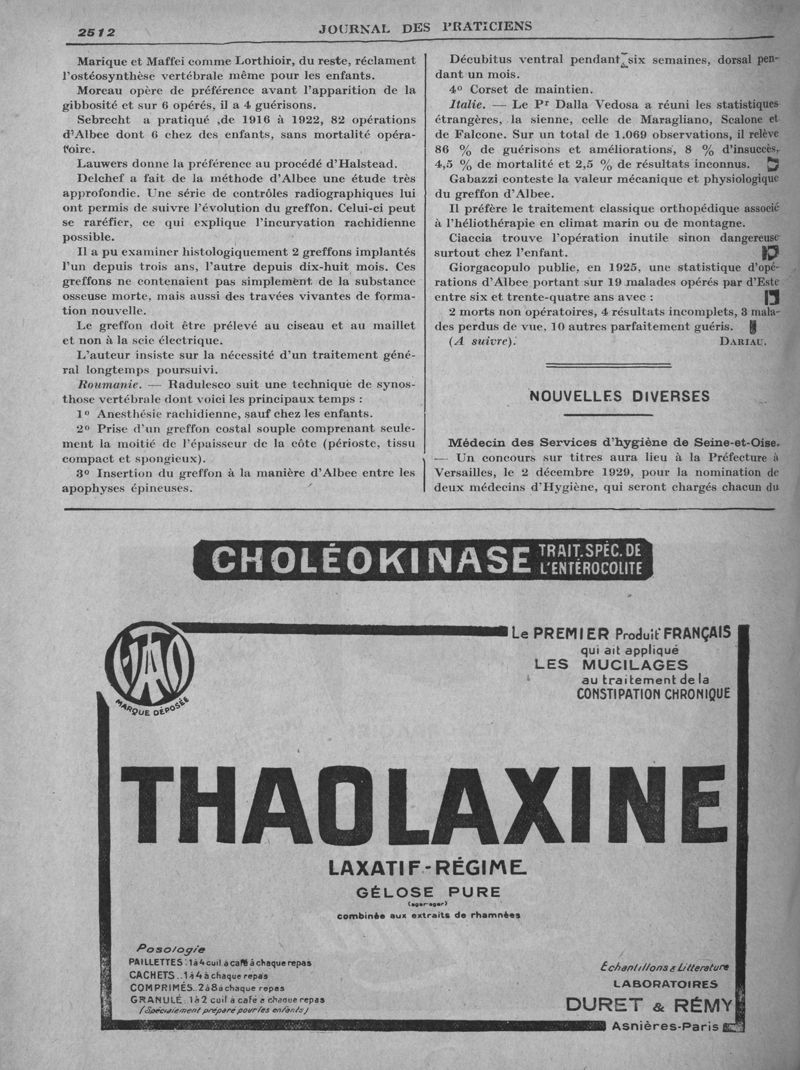 2512
JOURNAL DES PRATICIENS
Marique et Maffei comme Lorthioir, du reste, réclament
l'ostéosynthèse vertébrale même pour les enfants.
Moreau opère de préférence avant l'apparition de la
gibbosité et sur 6 opérés, il a 4 guérisons.
Sebrecht a pratiqué ,de 1916 à 1922, 82 opérations
d'Albee dont 6 chez des enfants, sans mortalité opéra-
toire.
Lauwers donne la préférence au procédé d'Halstead.
Delchef a fait de la méthode d'Albee une étude très
approfondie. Une série de contrôles radiographiques lui
ont permis de suivre l'évolution du greffon. Celui-ci peut
se raréfier, ce qui explique l'incurvation rachidienne
possible.
Il a pu examiner histologiquement 2 greffons implantés
l'un depuis trois ans, l'autre depuis dix-huit mois. Ces
greffons ne contenaient pas simplement de la substance
osseuse morte, mais aussi des travées vivantes de forma-
tion nouvelle.
Le greffon doit être prélevé au ciseau et au maillet
et non à la scie électrique.
L'auteur insiste sur la nécessité d'un traitement géné-
ral longtemps poursuivi.
Roumanie. — Radulesco suit une technique de synos-
those vertébrale dont voici les principaux temps :
1° Anesthésie rachidienne, sauf chez les enfants.
2° Prise d'un greffon costal souple comprenant seule-
ment la moitié de l'épaisseur de la côte (périoste, tissu
compact et spongieux).
3° Insertion du greffon à la manière d'Albee entre les
apophyses épineuses.
Décubitus ventral pendant six semaines, dorsal pen-
dant un mois.
4° Corset de maintien.
Italie. — Le Pr Dalla Vedosa a réuni les statistiques
étrangères, la sienne, celle de Maragliano, Scalone et
de Falcone. Sur un total de 1.069 observations, il relève
86 % de guérisons et améliorations, 8 % d'insuccès,
4,5 % de mortalité et 2,5 % de résultats inconnus.
Gabazzi conteste la valeur mécanique et physiologique
du greffon d'Albee.
Il préfère le traitement classique orthopédique associé
à l'héliothérapie en climat marin ou de montagne.
Ciaccia trouve l'opération inutile sinon dangereuse
surtout chez l'enfant.
Giorgacopulo publie, en 1925, une statistique d'opé-
rations d'Albee portant sur 19 malades opérés par d'Este
entre six et trente-quatre ans avec :
2 morts non opératoires, 4 résultats incomplets, 3 mala-
des perdus de vue, 10 autres parfaitement guéris.
(A suivre). DARIAU.
NOUVELLES DIVERSES
Médecin des Services d'hygiène de Seine-et-Oise.
— Un concours sur titres aura lieu à la Préfecture à
Versailles, le 2 décembre 1929, pour la nomination de
deux médecins d'Hygiène, qui seront chargés chacun du
CHOLÉOKINASE TRAIT. SPÉC. DE
L'ENTÉROCOLITE
MARQUE DÉPOSÉE
Le PREMIER Produit FRANÇAIS
qui ait appliqué
LES MUCILAGES
au traitement de la
CONSTIPATION CHRONIQUE
THAOLAXINE
LAXATIF-RÉGIME
GÉLOSE PURE
(agar-agar)
combinée aux extraits de rhamnées
Posologie
PAILLETTES : 1 à 4 cuil. à café à chaque repas
CACHETS .. 1 à 4 à chaque repas
COMPRIMÉS .. 2 à 8 à chaque repas
GRANULÉ . 1 à 2 cuil à café à chaque repas
(Spécialement préparé pour les enfants)
Échantillons & Littérature
LABORATOIRES
DURET & RÉMY
Asnières-Paris